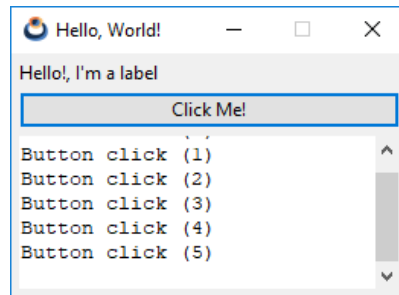 Hello, World!
Hello!, I'm a label
Click Me!
Button click (1)
Button click (2)
Button click (3)
Button click (4)
Button click (5)